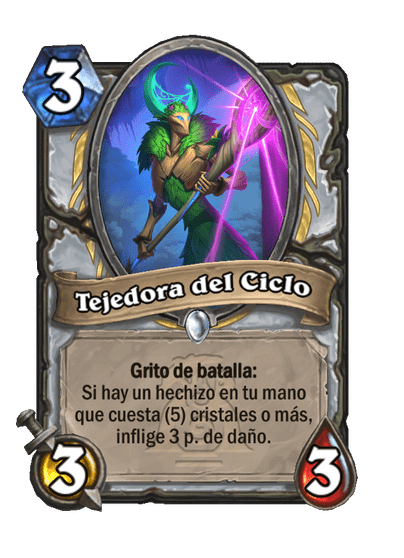 3
Tejedora del Ciclo
Grito de batalla:
Si hay un hechizo en tu mano
que cuesta (5) cristales o más,
inflige 3 p. de daño.
3
3